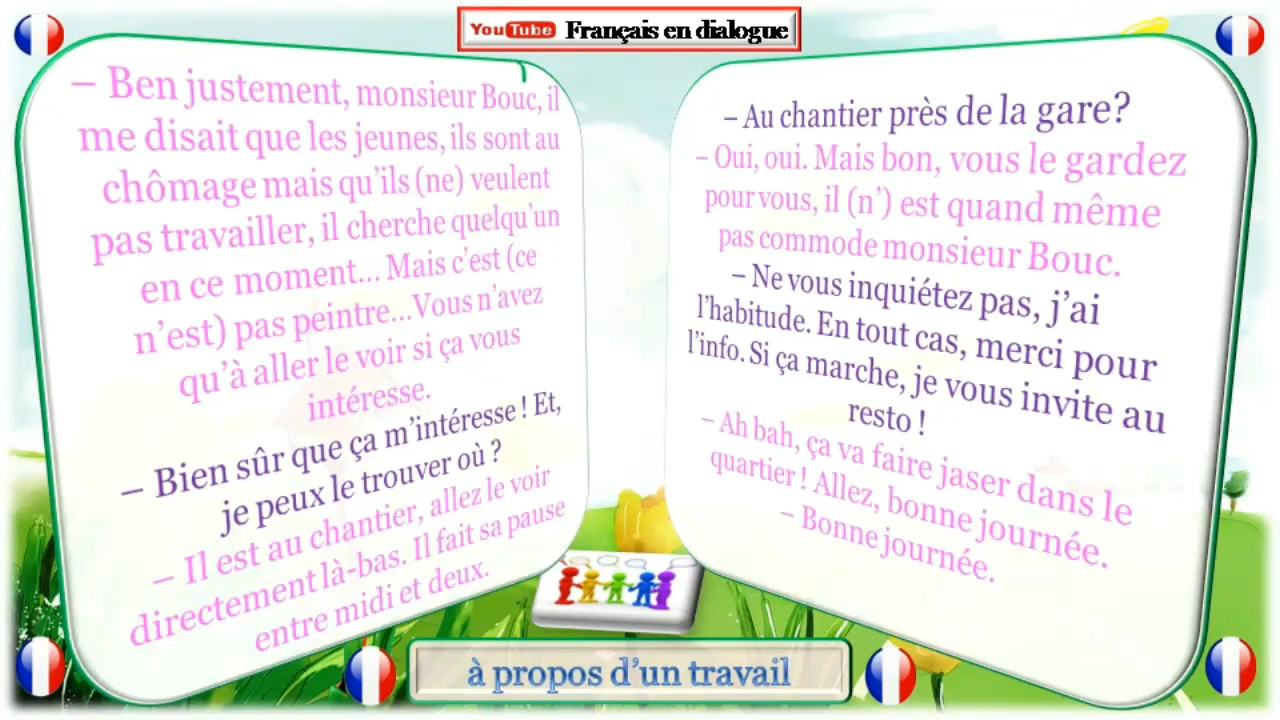 YouTube Français en dialogue
– Ben justement, monsieur Bouc, il
me disait que les jeunes, ils sont au
chômage mais qu’ils (ne) veulent
pas travailler, il cherche quelqu’un
en ce moment... Mais c’est (ce
n’est) pas peintre...Vous n’avez
qu’à aller le voir si ça vous
intéresse.
– Bien sûr que ça m’intéresse ! Et,
je peux le trouver où ?
– Il est au chantier, allez le voir
directement là-bas. Il fait sa pause
entre midi et deux.
– Au chantier près de la gare?
– Oui, oui. Mais bon, vous le gardez
pour vous, il (n’) est quand même
pas commode monsieur Bouc.
– Ne vous inquiétez pas, j’ai
l’habitude. En tout cas, merci pour
l’info. Si ça marche, je vous invite au
resto !
– Ah bah, ça va faire jaser dans le
quartier ! Allez, bonne journée.
– Bonne journée.
à propos d’un travail